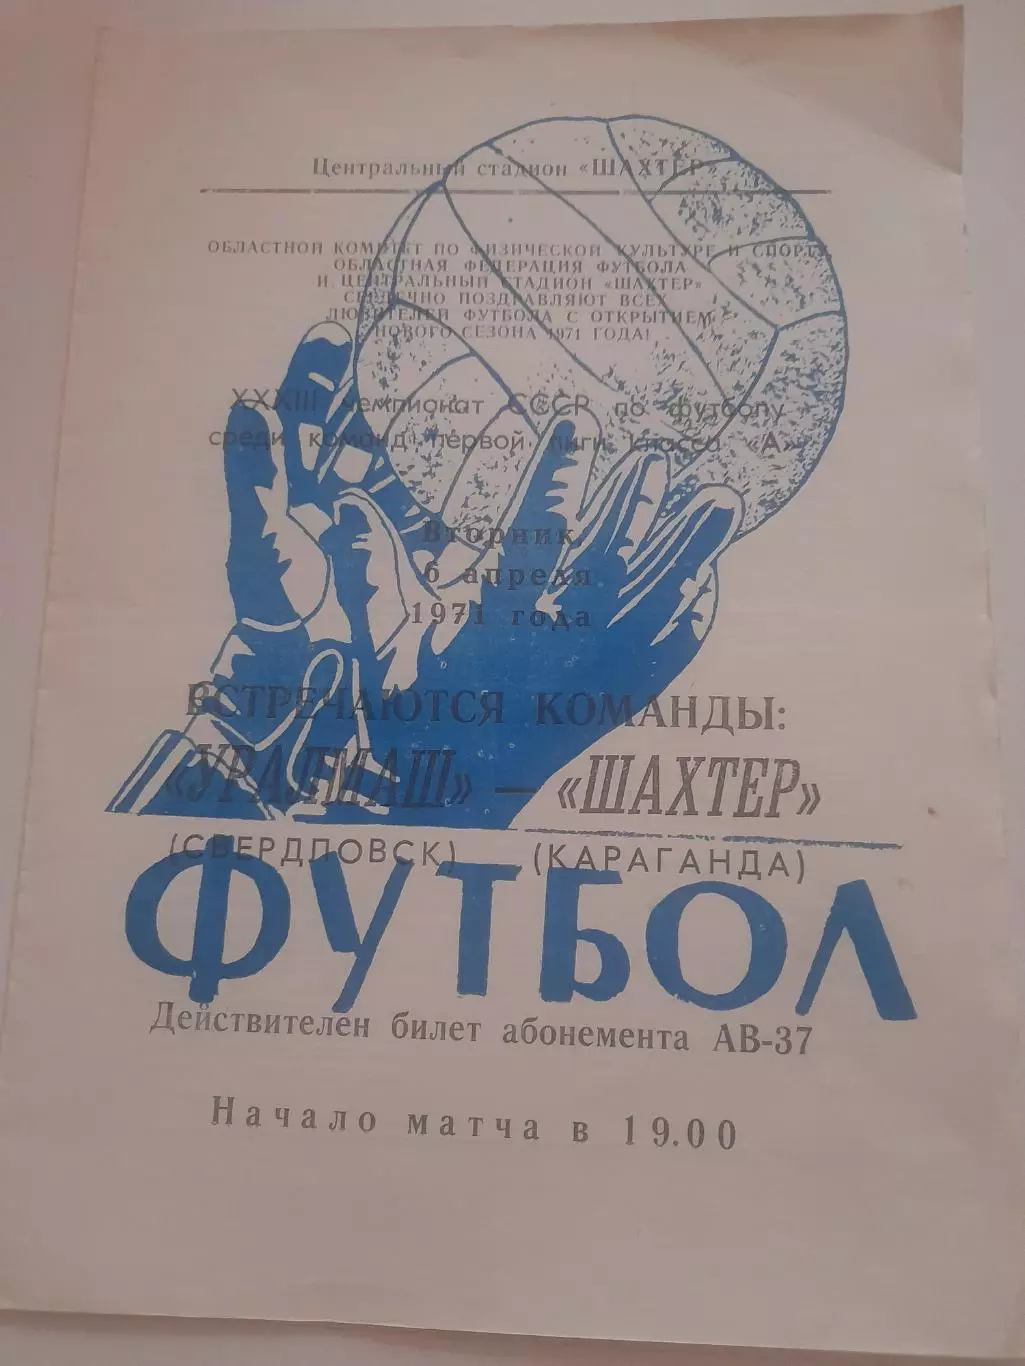 Центральный стадион «ШАХТЕР»
ОБЛАСТНОЙ КОМИТЕТ ПО ФИЗИЧЕСКОЙ КУЛЬТУРЕ И СПОРТУ
ОБЛАСТНАЯ ФЕДЕРАЦИЯ ФУТБОЛА
И ЦЕНТРАЛЬНЫЙ СТАДИОН «ШАХТЕР»
СЕРДЕЧНО ПОЗДРАВЛЯЮТ ВСЕХ
ЛЮБИТЕЛЕЙ ФУТБОЛА С ОТКРЫТИЕМ
НОВОГО СЕЗОНА 1971 ГОДА!
XXXIII чемпионат СССР по футболу
среди команд первой лиги класса «А»
Вторник,
6 апреля
1971 года
ВСТРЕЧАЮТСЯ КОМАНДЫ:
«УРАЛМАШ» — «ШАХТЕР»
(СВЕРДЛОВСК) (КАРАГАНДА)
ФУТБОЛ
Действителен билет абонемента АВ-37
Начало матча в 19.00